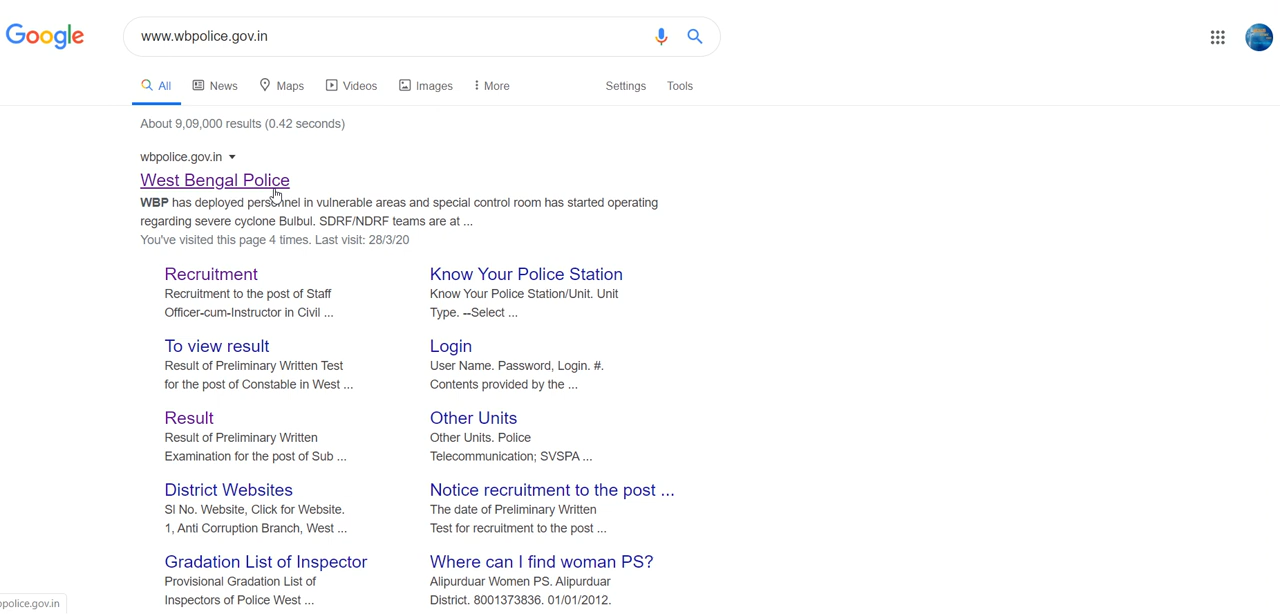 Google
www.wbpolice.gov.in
All News Maps Videos Images More Settings Tools
About 9,09,000 results (0.42 seconds)
wbpolice.gov.in
West Bengal Police
WBP has deployed personnel in vulnerable areas and special control room has started operating
regarding severe cyclone Bulbul. SDRF/NDRF teams are at ...
You've visited this page 4 times. Last visit: 28/3/20
Recruitment
Recruitment to the post of Staff
Officer-cum-Instructor in Civil ...
Know Your Police Station
Know Your Police Station/Unit. Unit
Type. --Select ...
To view result
Result of Preliminary Written Test
for the post of Constable in West ...
Login
User Name. Password, Login. #.
Contents provided by the ...
Result
Result of Preliminary Written
Examination for the post of Sub ...
Other Units
Other Units. Police
Telecommunication; SVSPA ...
District Websites
Sl No. Website, Click for Website.
1, Anti Corruption Branch, West ...
Notice recruitment to the post ...
The date of Preliminary Written
Test for recruitment to the post ...
Gradation List of Inspector
Provisional Gradation List of
Inspectors of Police West ...
Where can I find woman PS?
Alipurduar Women PS. Alipurduar
District. 8001373836. 01/01/2012.
police.gov.in